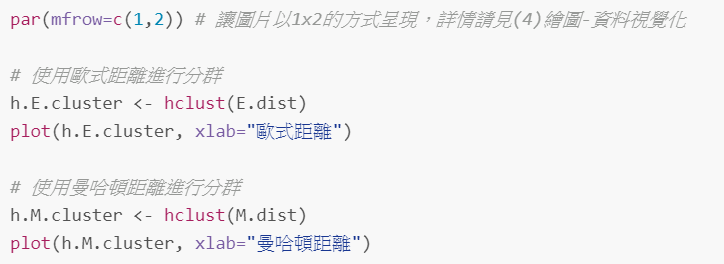 par(mfrow=c(1,2)) # 讓圖片以1x2的方式呈現，詳情請見(4)繪圖-資料視覺化
# 使用歐式距離進行分群
h.E.cluster <- hclust(E.dist)
plot(h.E.cluster, xlab="歐式距離")
# 使用曼哈頓距離進行分群
h.M.cluster <- hclust(M.dist)
plot(h.M.cluster, xlab="曼哈頓距離")